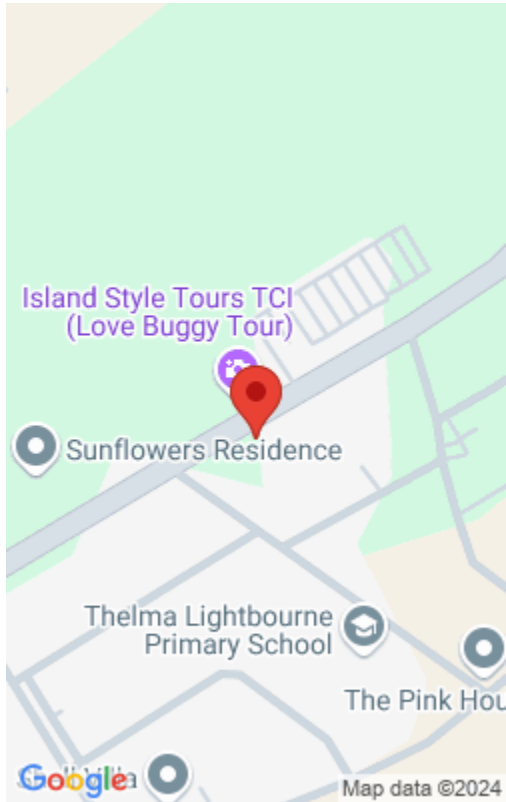 Island Style Tours TCI
(Love Buggy Tour)
Sunflowers Residence
Thelma Lightbourne
Primary School
The Pink Hou
Google
Map data ©2024